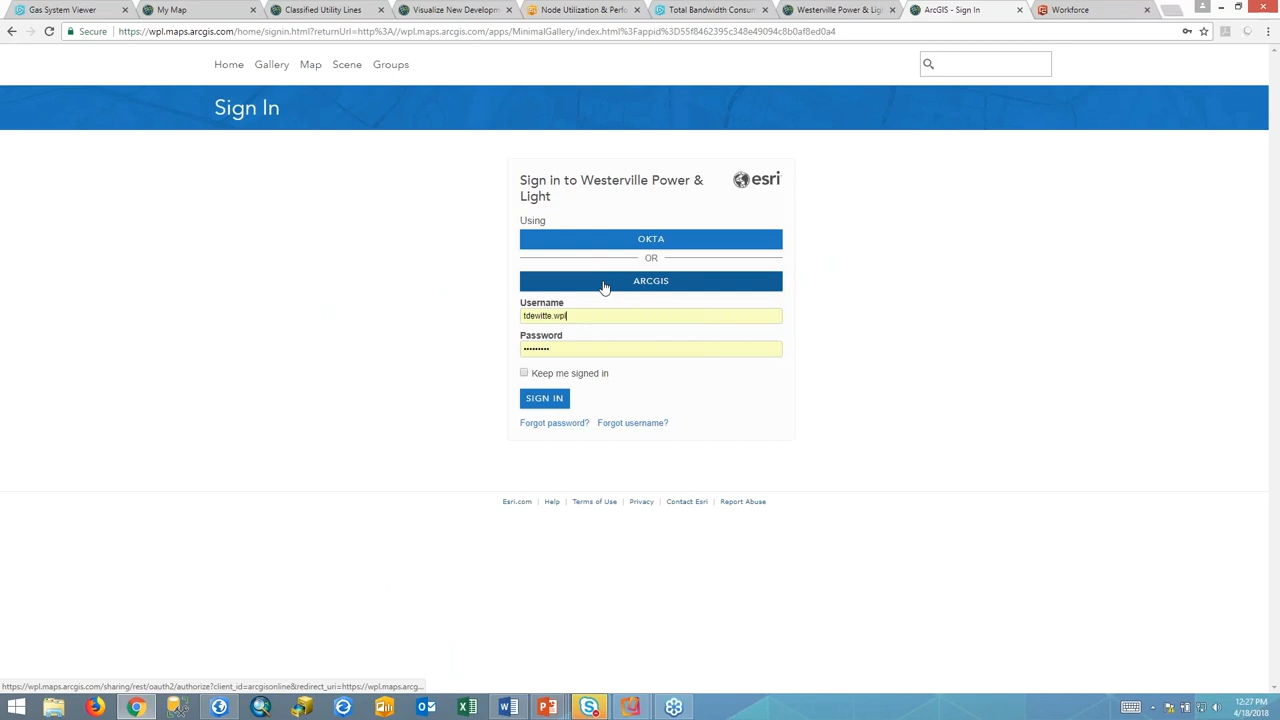 Gas System Viewer
My Map
Classified Utility Lines
Visualize New Developm
Node Utilization & Perfo
Total Bandwidth Consum
Westerville Power & Ligh
ArcGIS - Sign In
Workforce
Secure
https://wpl.maps.arcgis.com/home/signin.html?returnUrl=http%3A//wpl.maps.arcgis.com/apps/MinimalGallery/index.html%3Fappid%3D55f8462395c348e49094c8b0af8ed0a4
Home Gallery Map Scene Groups
Sign In
Sign in to Westerville Power &
Light
esri
Using
OKTA
OR
ARCGIS
Username
tdewitte.wpl
Password
Keep me signed in
SIGN IN
Forgot password? Forgot username?
Esri.com | Help | Terms of Use | Privacy | Contact Esri | Report Abuse
https://wpl.maps.arcgis.com/sharing/rest/oauth2/authorize?client_id=arcgisonline&redirect_uri=https://wpl.maps.arcg...
12:27 PM
4/18/2018